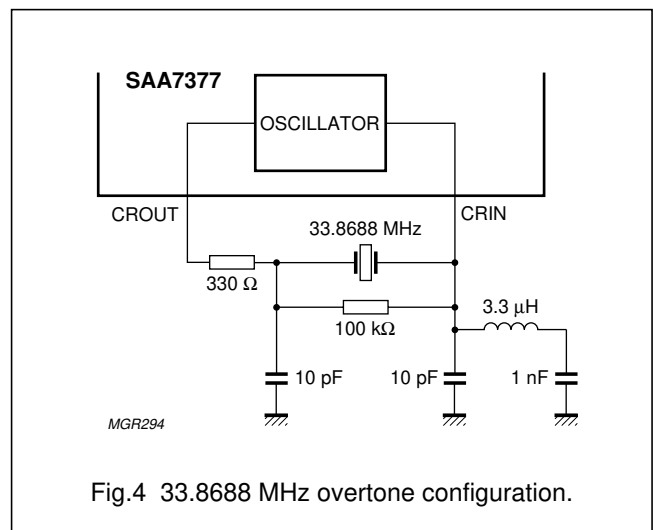 SAA7377
OSCILLATOR
CROUT
CRIN
33.8688 MHz
330 Ω
100 kΩ
3.3 µH
10 pF
10 pF
1 nF
MGR294
Fig.4 33.8688 MHz overtone configuration.